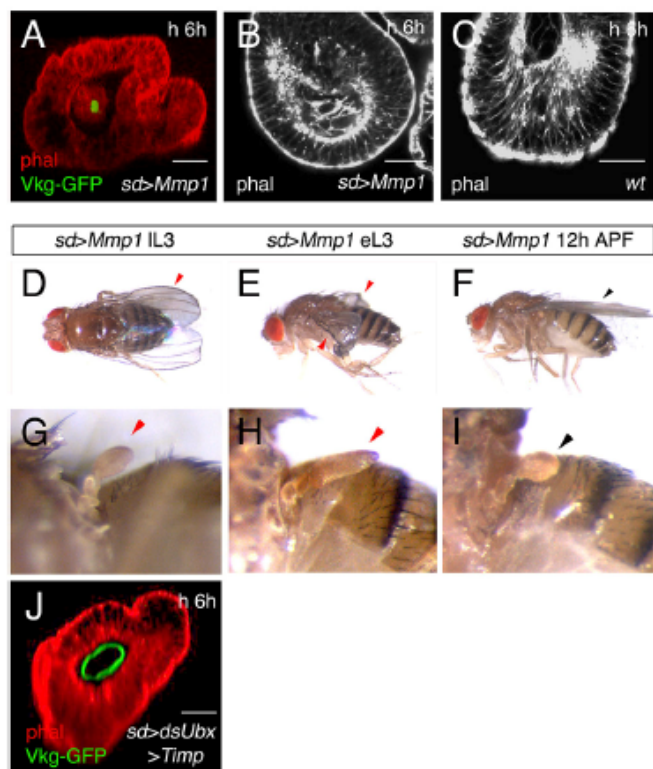 A h 6h
phal
Vkg-GFP sd>Mmp1
B h 6h
phal sd>Mmp1
C h 6h
phal wt
sd>Mmp1 lL3 sd>Mmp1 eL3 sd>Mmp1 12h APF
D E F
G H I
J h 6h
phal sd>dsUbx
Vkg-GFP >Timp